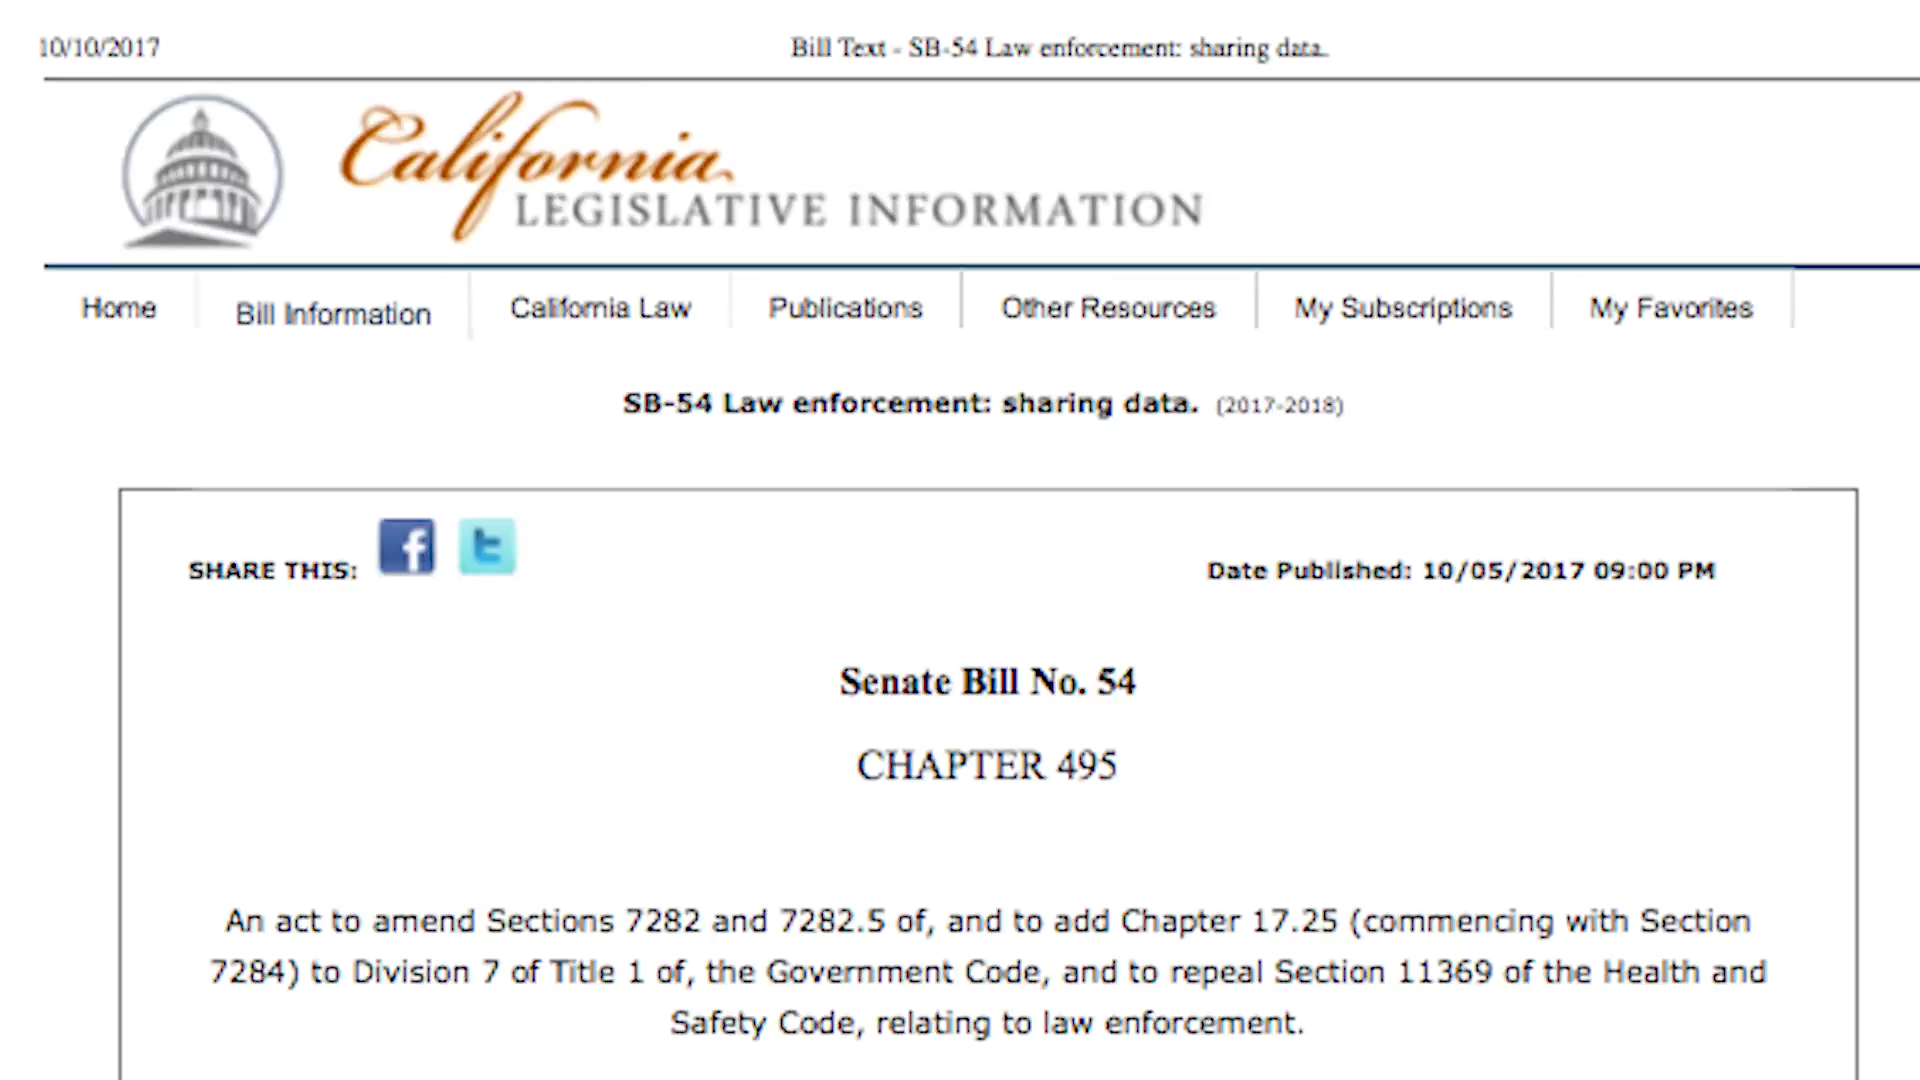 10/10/2017 Bill Text - SB-54 Law enforcement: sharing data.
California
LEGISLATIVE INFORMATION
Home Bill Information California Law Publications Other Resources My Subscriptions My Favorites
SB-54 Law enforcement: sharing data. (2017-2018)
SHARE THIS: f t Date Published: 10/05/2017 09:00 PM
Senate Bill No. 54
CHAPTER 495
An act to amend Sections 7282 and 7282.5 of, and to add Chapter 17.25 (commencing with Section
7284) to Division 7 of Title 1 of, the Government Code, and to repeal Section 11369 of the Health and
Safety Code, relating to law enforcement.